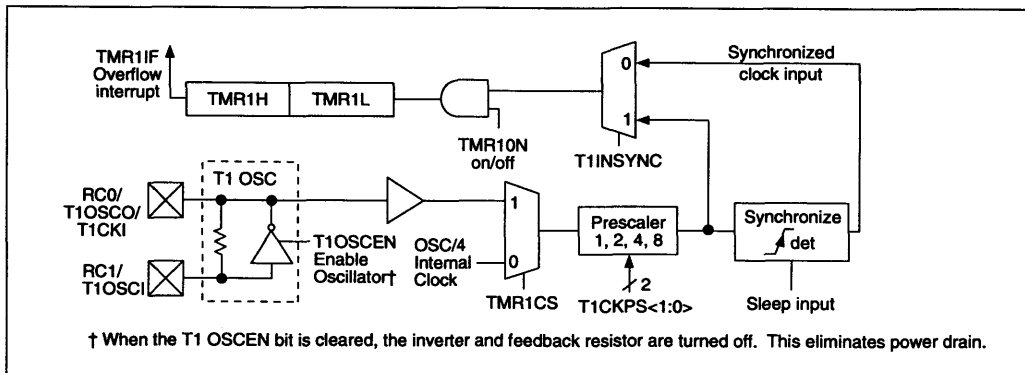 TMR1IF
Overflow
interrupt
TMR1H
TMR1L
TMR10N
on/off
0
1
T1INSYNC
Synchronized
clock input
RC0/
T1OSCO/
T1CKI
RC1/
T1OSCI
T1 OSC
T1OSCEN
Enable
Oscillator†
OSC/4
Internal
Clock
1
0
TMR1CS
Prescaler
1, 2, 4, 8
2
T1CKPS<1:0>
Synchronize
det
Sleep input
† When the T1 OSCEN bit is cleared, the inverter and feedback resistor are turned off. This eliminates power drain.